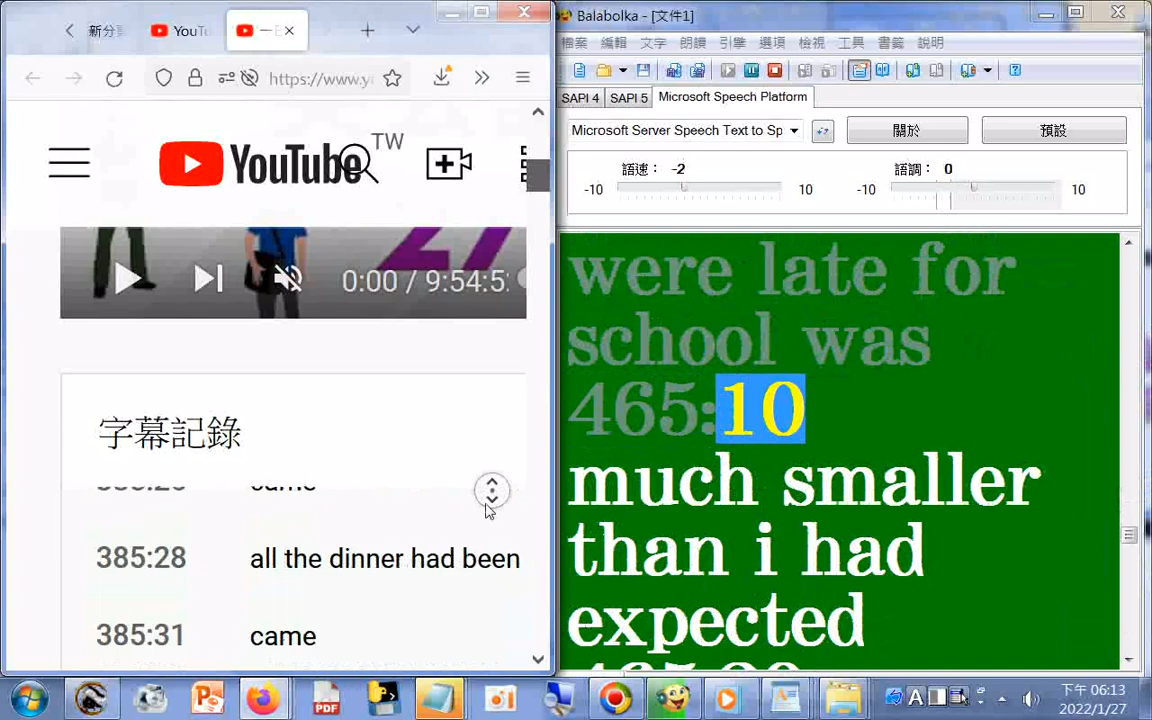 YouTu
https://www.y
YouTube
TW
27
0:00 / 9:54:5
字幕記錄
385:28 all the dinner had been
385:31 came
Balabolka - [文件1]
檔案 編輯 文字 朗讀 引擎 選項 檢視 工具 書籤 說明
SAPI 4 SAPI 5 Microsoft Speech Platform
Microsoft Server Speech Text to Sp
關於 預設
語速： -2 語調： 0
-10 10 -10 10
were late for
school was
465:10
much smaller
than i had
expected
PDF
A
下午 06:13
2022/1/27